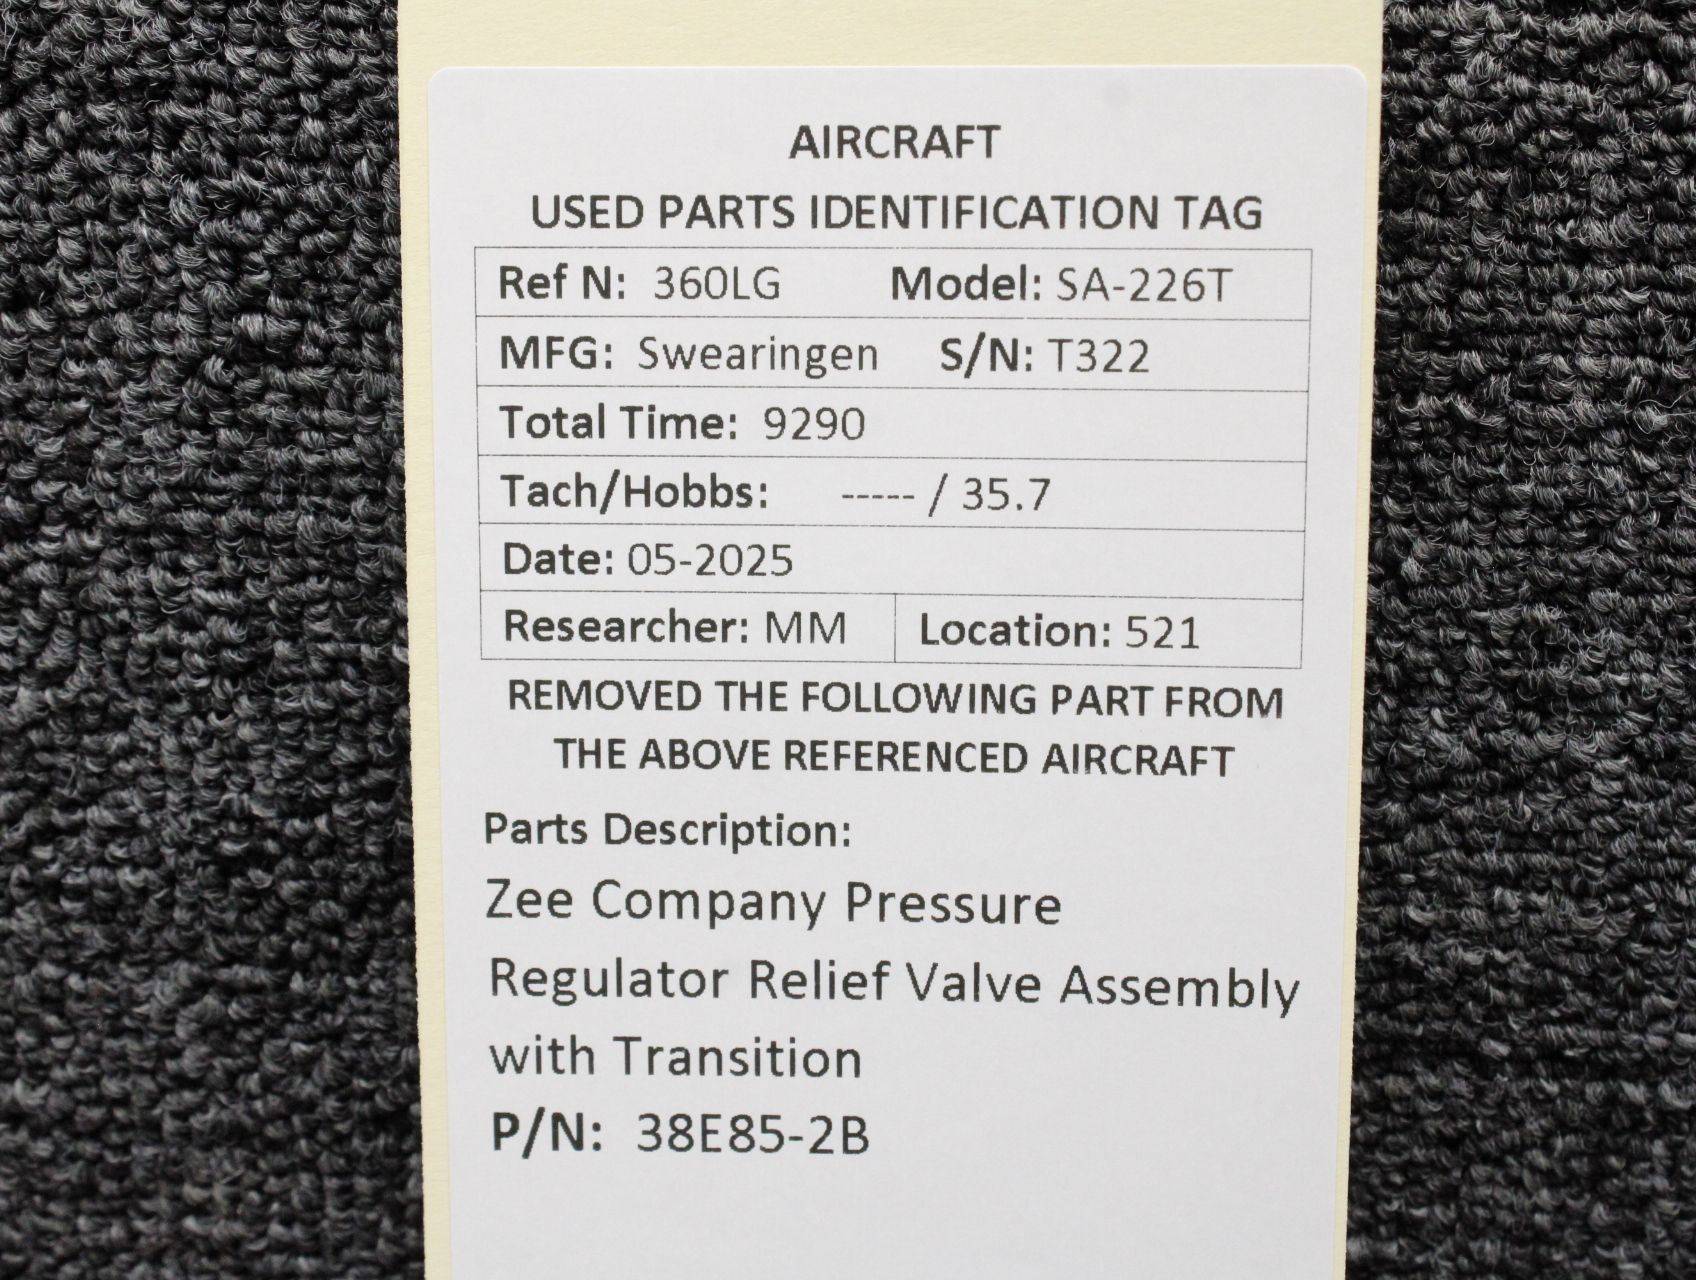 AIRCRAFT
USED PARTS IDENTIFICATION TAG
Ref N: 360LG Model: SA-226T
MFG: Swearingen S/N: T322
Total Time: 9290
Tach/Hobbs: ----- / 35.7
Date: 05-2025
Researcher: MM Location: 521
REMOVED THE FOLLOWING PART FROM
THE ABOVE REFERENCED AIRCRAFT
Parts Description:
Zee Company Pressure
Regulator Relief Valve Assembly
with Transition
P/N: 38E85-2B